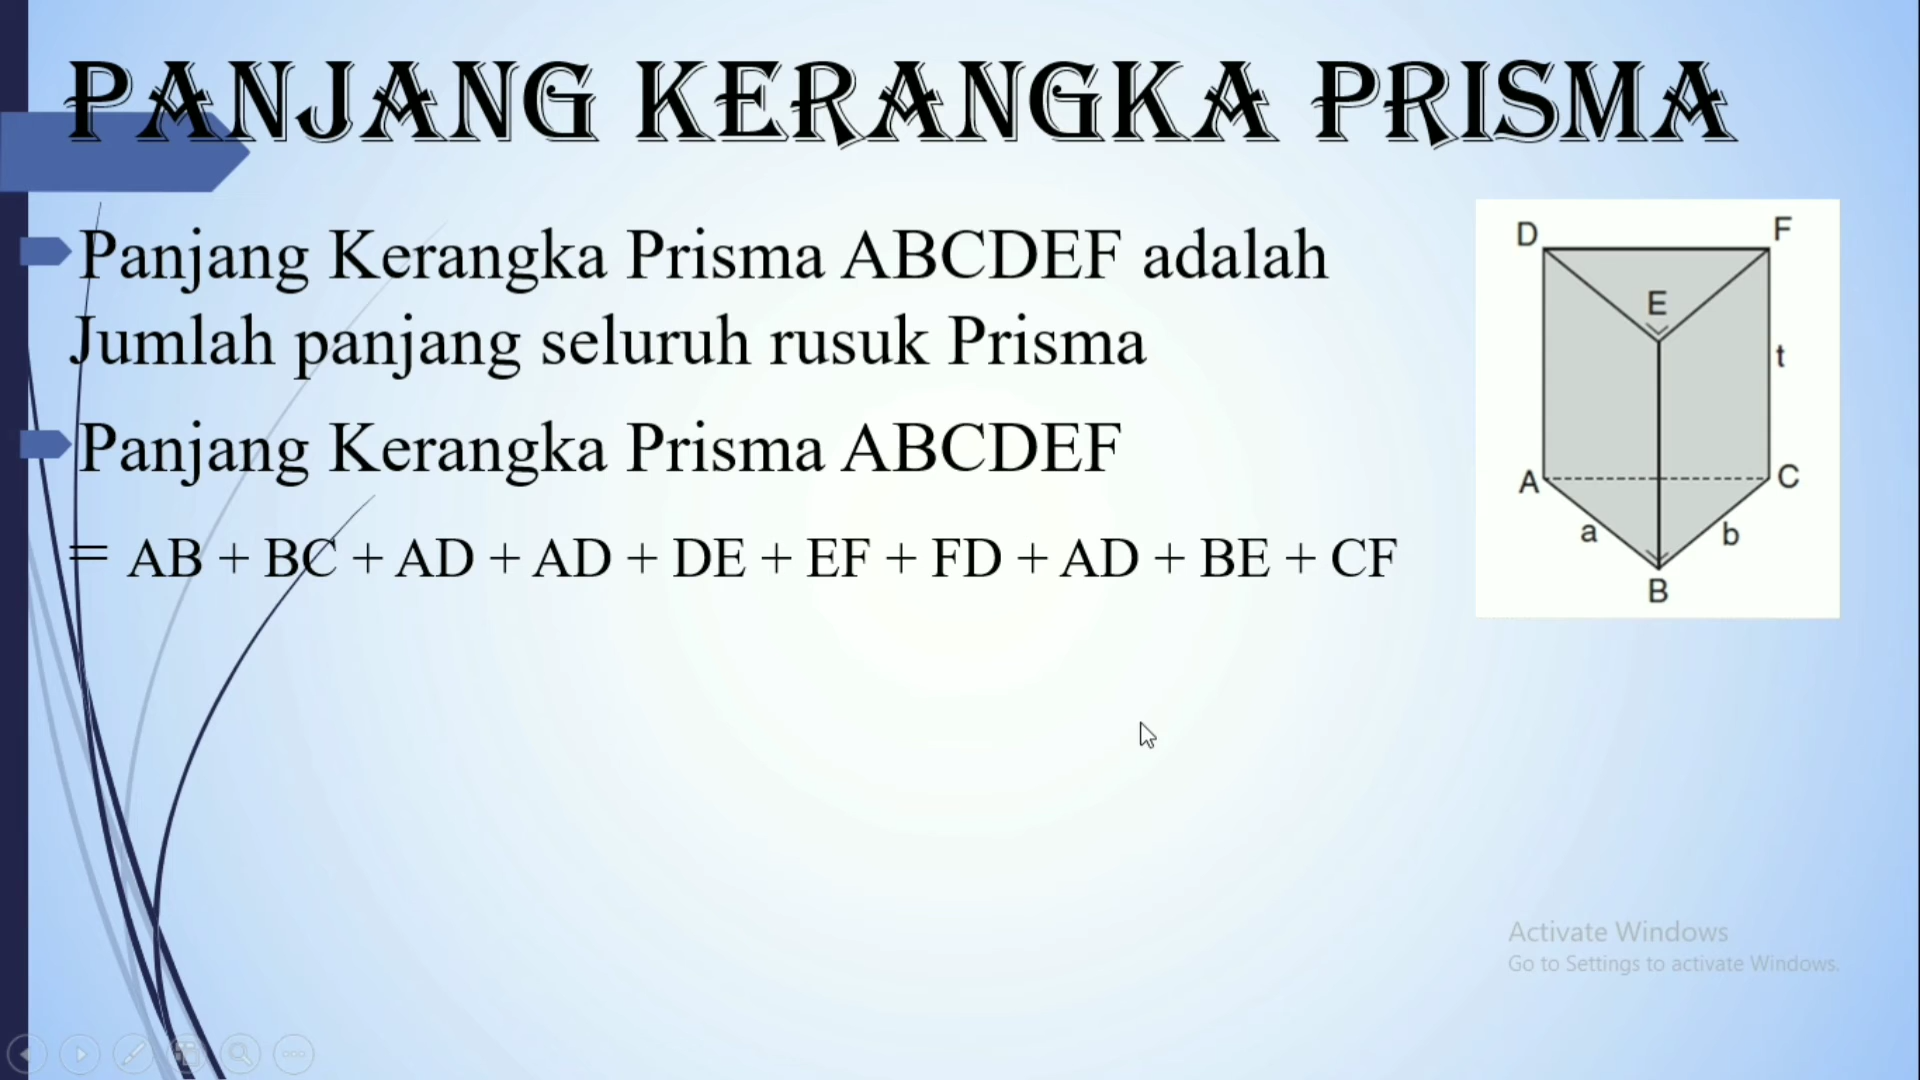 PANJANG KERANGKA PRISMA
Panjang Kerangka Prisma ABCDEF adalah
Jumlah panjang seluruh rusuk Prisma
Panjang Kerangka Prisma ABCDEF
= AB + BC + AD + AD + DE + EF + FD + AD + BE + CF
D
F
E
t
A
C
a
b
B
Activate Windows
Go to Settings to activate Windows.